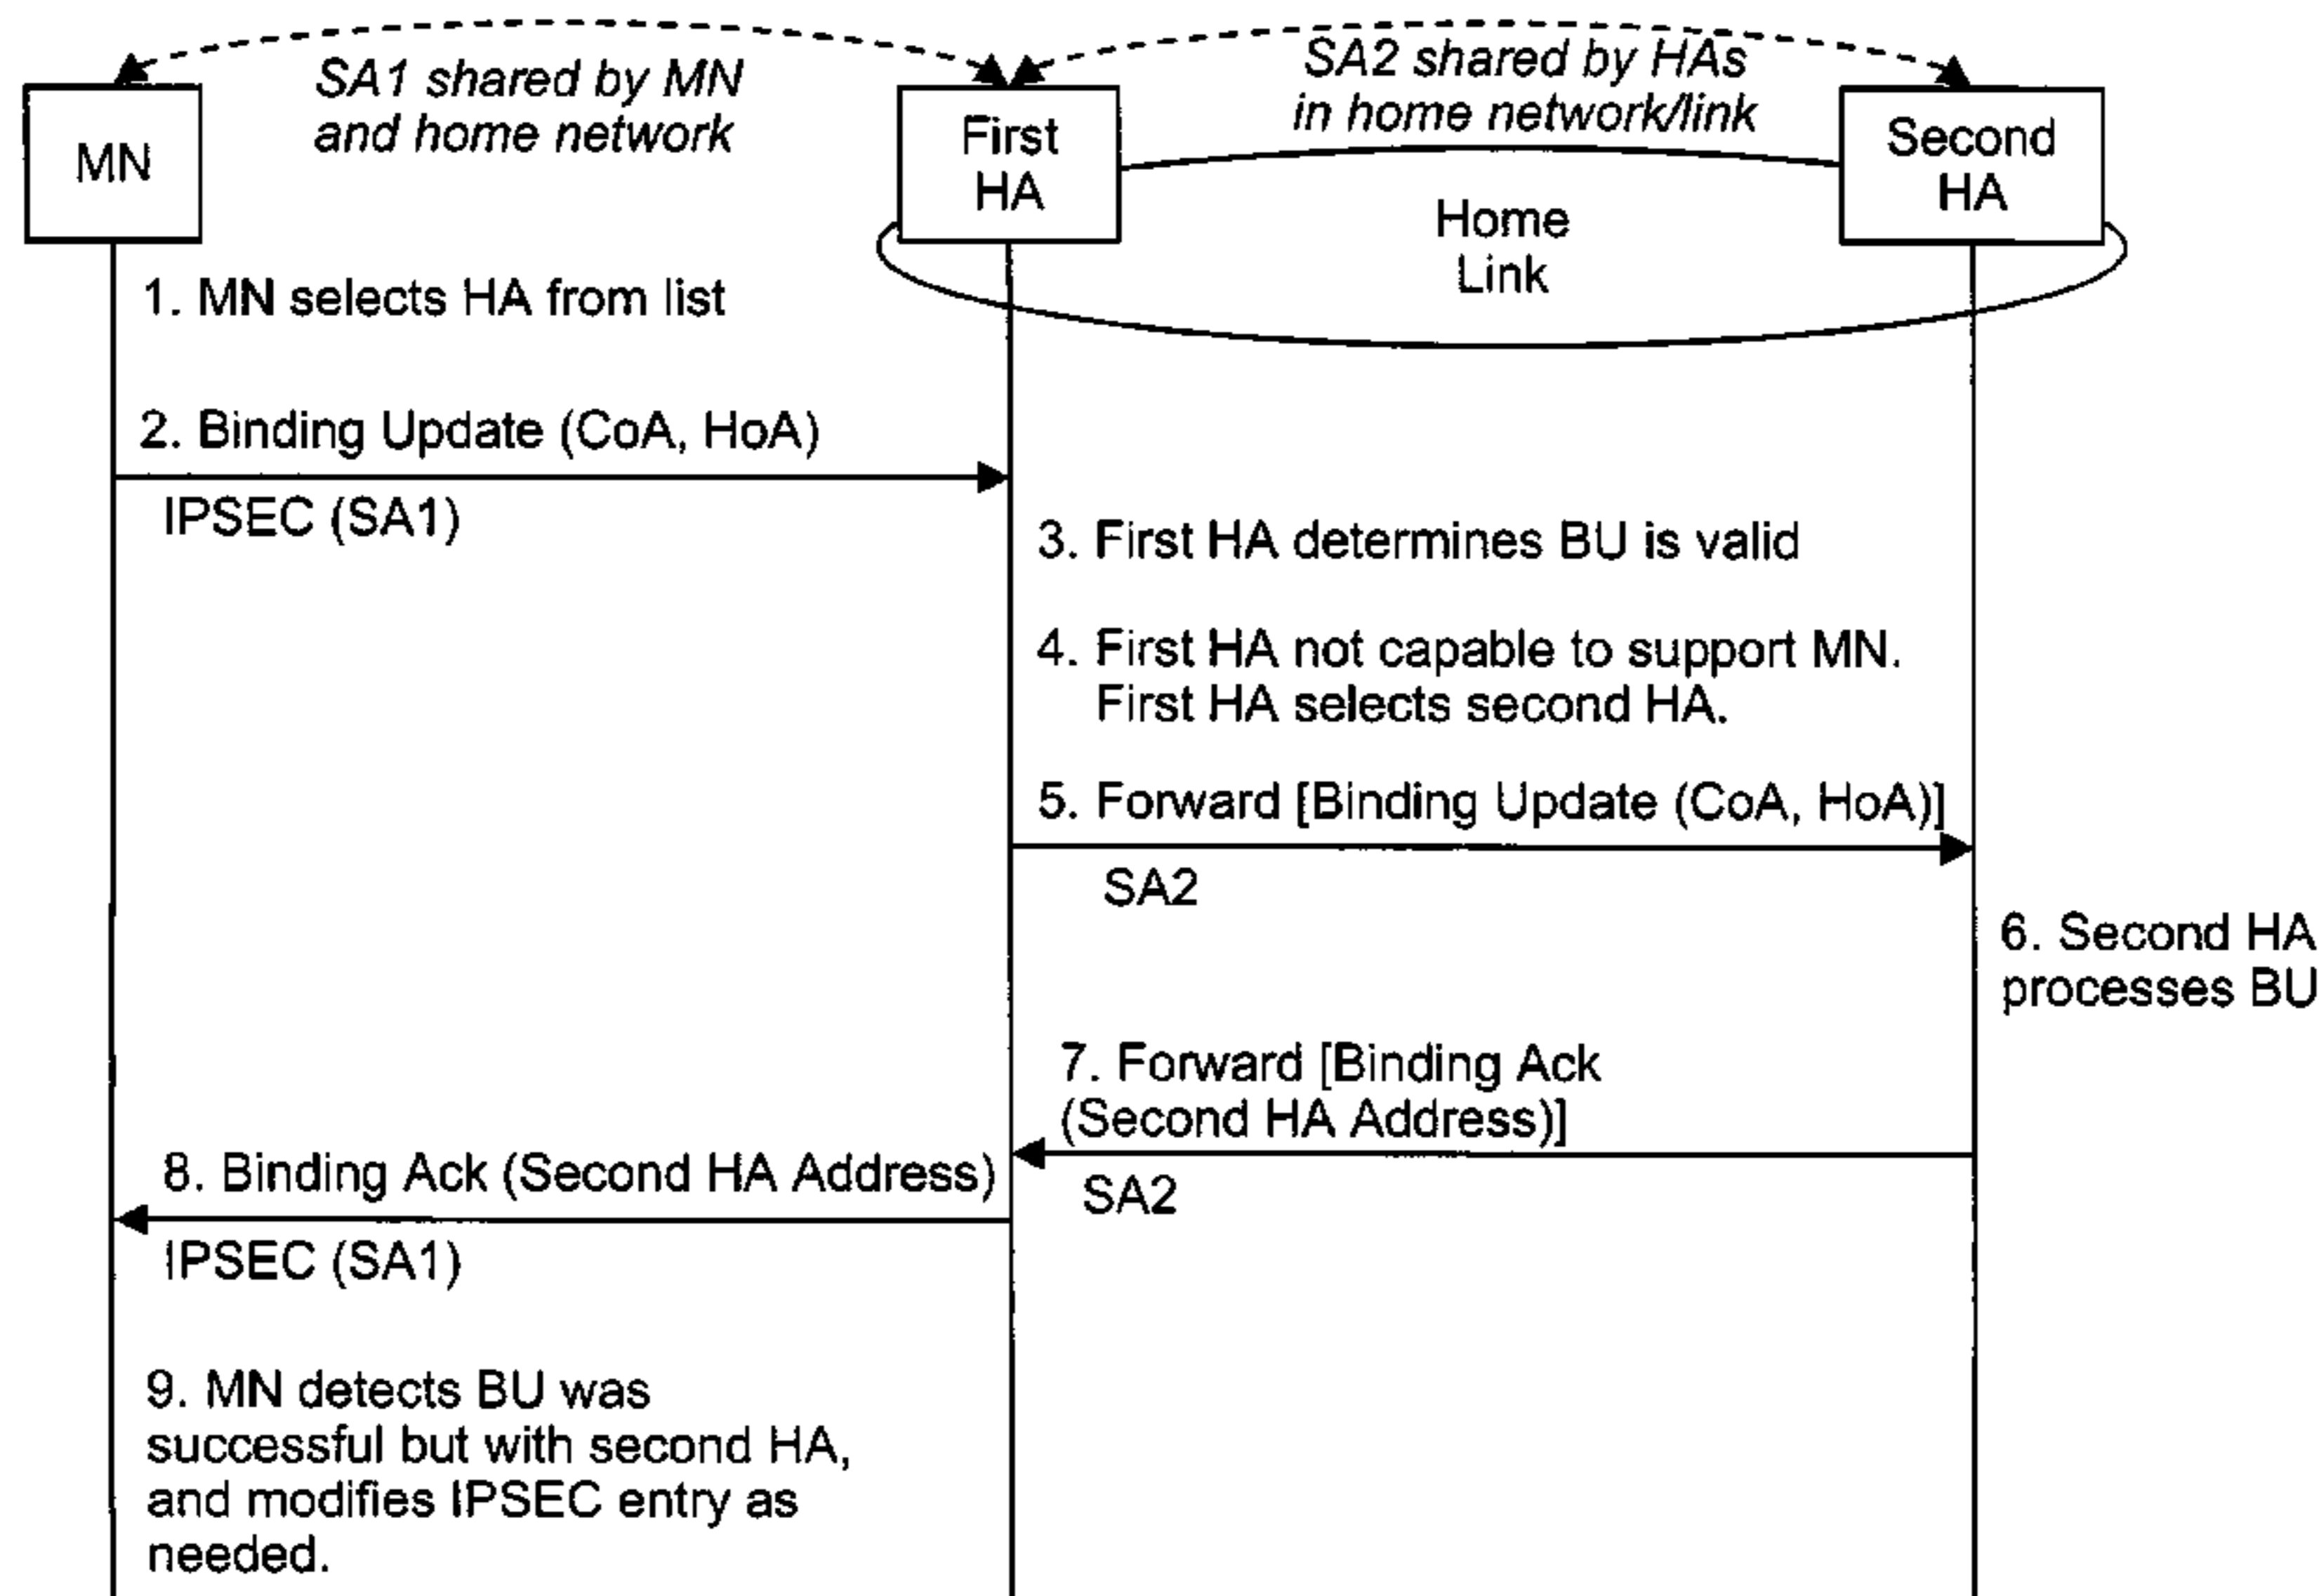 SA1 shared by MN
and home network
SA2 shared by HAs
in home network/link
MN
First
HA
Second
HA
Home
Link
1. MN selects HA from list
2. Binding Update (CoA, HoA)
IPSEC (SA1)
3. First HA determines BU is valid
4. First HA not capable to support MN.
First HA selects second HA.
5. Forward [Binding Update (CoA, HoA)]
SA2
6. Second HA
processes BU
7. Forward [Binding Ack
(Second HA Address)]
SA2
8. Binding Ack (Second HA Address)
IPSEC (SA1)
9. MN detects BU was
successful but with second HA,
and modifies IPSEC entry as
needed.